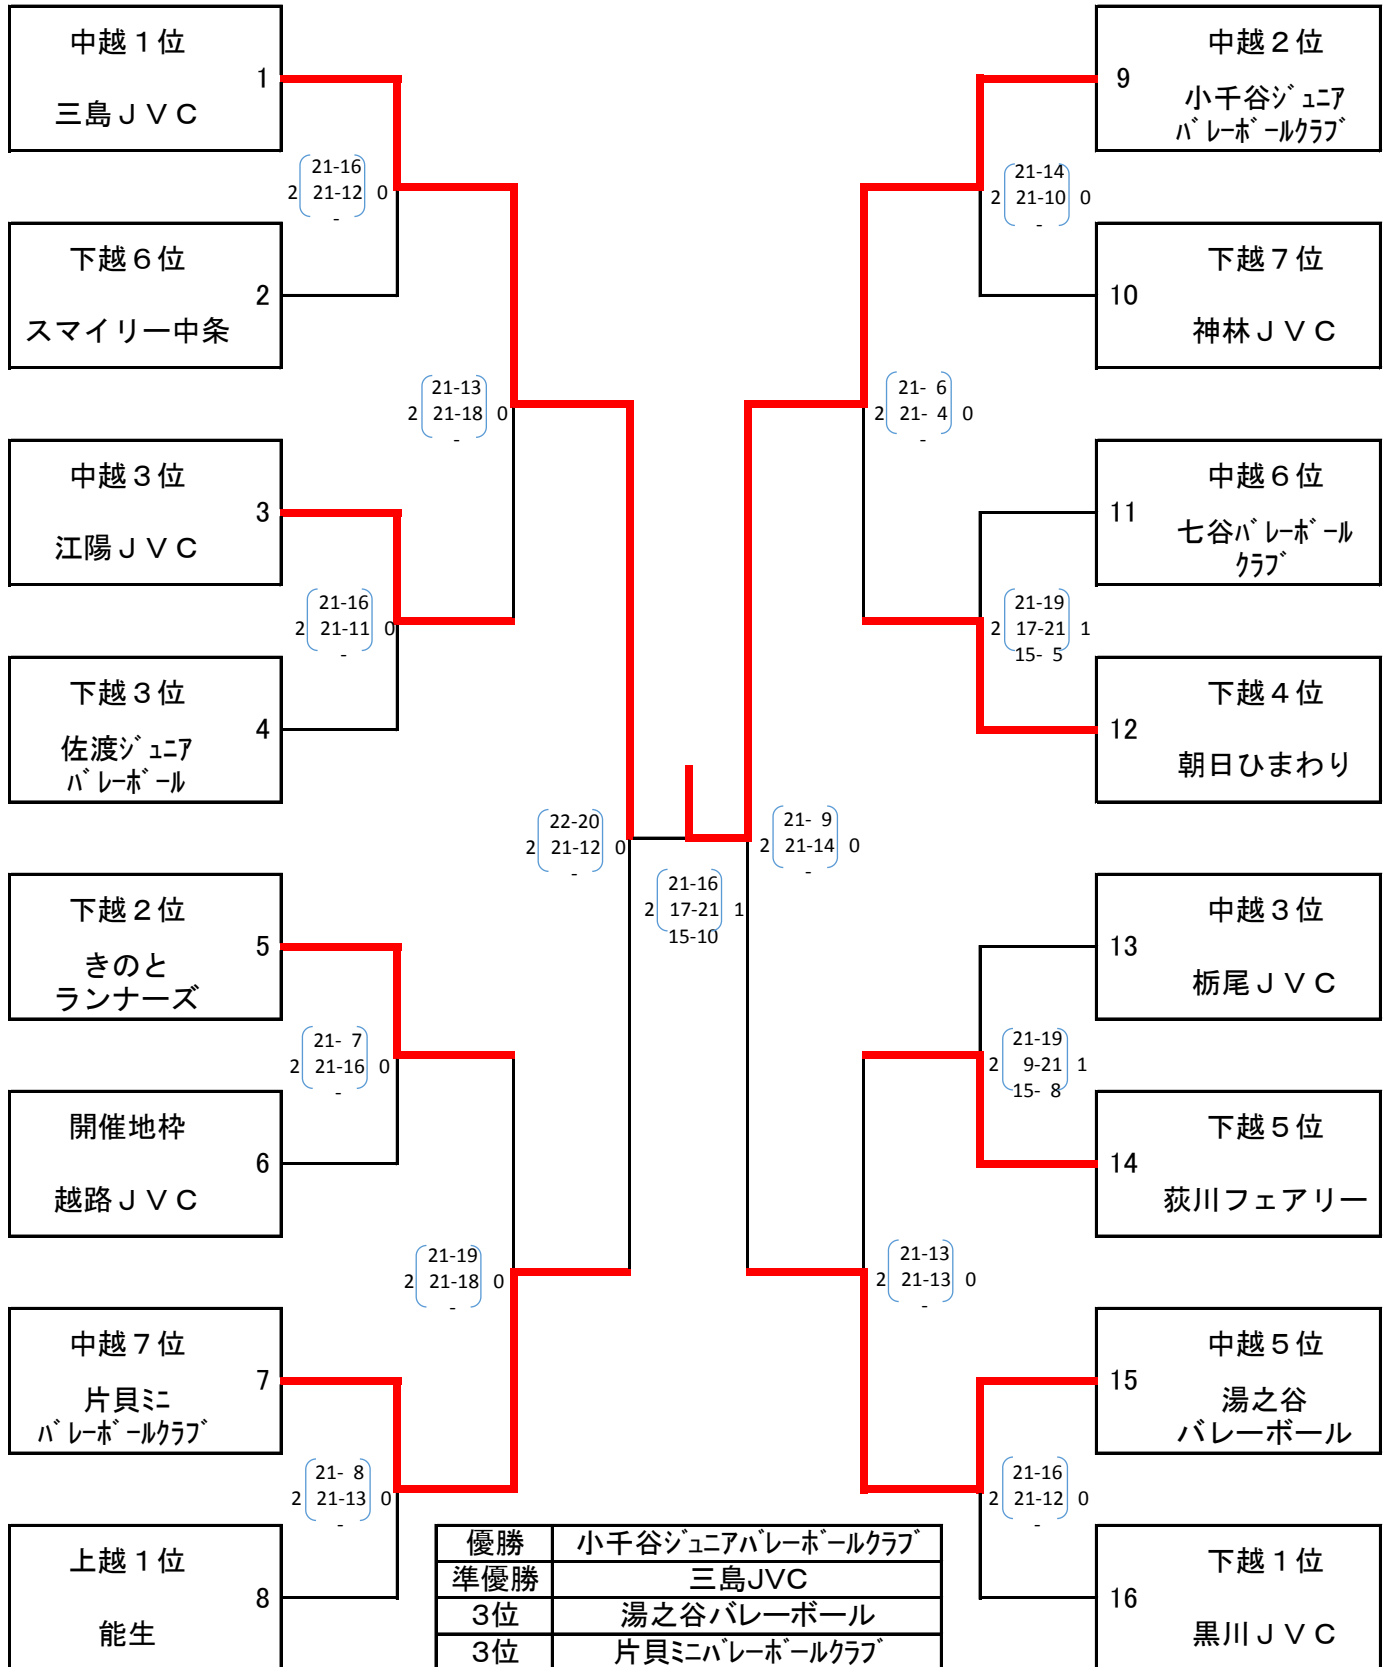 中越１位
1
三島ＪＶＣ
21-16
2 21-12 0
-
下越６位
2
スマイリー中条
21-13
2 21-18 0
-
中越３位
3
江陽ＪＶＣ
21-16
2 21-11 0
-
下越３位
4
佐渡ｼﾞｭﾆｱ
ﾊﾞﾚｰﾎﾞｰﾙ
22-20
2 21-12 0
-
下越２位
5
きのと
ランナーズ
21- 7
2 21-16 0
-
開催地枠
6
越路ＪＶＣ
21-19
2 21-18 0
-
中越７位
7
片貝ﾐﾆ
ﾊﾞﾚｰﾎﾞｰﾙｸﾗﾌﾞ
21- 8
2 21-13 0
-
上越１位
8
能生
21-16
2 17-21 1
15-10
中越２位
9
小千谷ｼﾞｭﾆｱ
ﾊﾞﾚｰﾎﾞｰﾙｸﾗﾌﾞ
21-14
2 21-10 0
-
下越７位
10
神林ＪＶＣ
21- 6
2 21- 4 0
-
中越６位
11
七谷ﾊﾞﾚｰﾎﾞｰﾙ
ｸﾗﾌﾞ
21-19
2 17-21 1
15- 5
下越４位
12
朝日ひまわり
21- 9
2 21-14 0
-
中越３位
13
栃尾ＪＶＣ
21-19
2 9-21 1
15- 8
下越５位
14
荻川フェアリー
21-13
2 21-13 0
-
中越５位
15
湯之谷
バレーボール
21-16
2 21-12 0
-
下越１位
16
黒川ＪＶＣ
優勝 小千谷ｼﾞｭﾆｱﾊﾞﾚｰﾎﾞｰﾙｸﾗﾌﾞ
準優勝 三島JVC
3位 湯之谷バレーボール
3位 片貝ﾐﾆﾊﾞﾚｰﾎﾞｰﾙｸﾗﾌﾞ